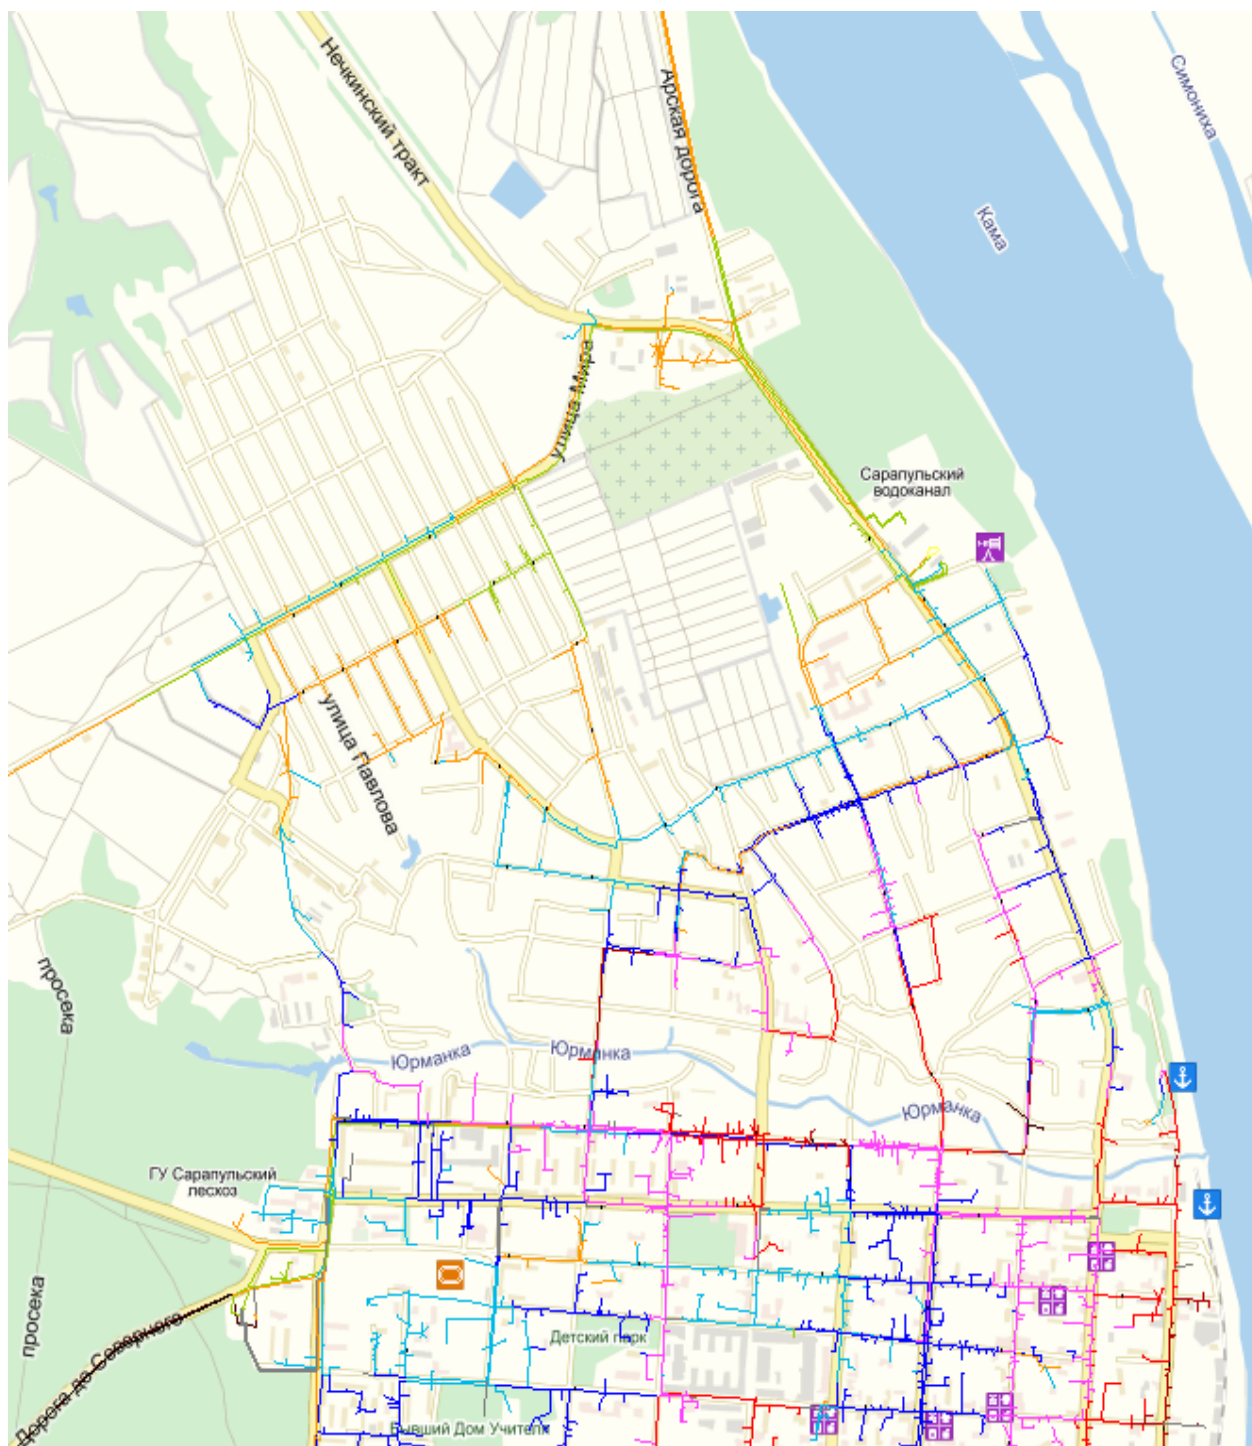 Нечкинский тракт
Арская дорога
Симониха
Кама
улица Мира
Сарапульский
водоканал
улица Павлова
просека
Юрманка
Юрманка
Юрманка
ГУ Сарапульский
лесхоз
просека
Дорога до Северного
Детский парк
Бывший Дом Учителя